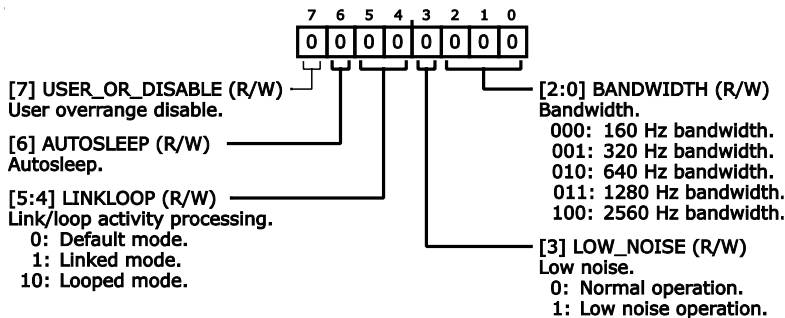 7 6 5 4 3 2 1 0
0 0 0 0 0 0 0 0
[7] USER_OR_DISABLE (R/W)
User overrange disable.
[6] AUTOSLEEP (R/W)
Autosleep.
[5:4] LINKLOOP (R/W)
Link/loop activity processing.
0: Default mode.
1: Linked mode.
10: Looped mode.
[2:0] BANDWIDTH (R/W)
Bandwidth.
000: 160 Hz bandwidth.
001: 320 Hz bandwidth.
010: 640 Hz bandwidth.
011: 1280 Hz bandwidth.
100: 2560 Hz bandwidth.
[3] LOW_NOISE (R/W)
Low noise.
0: Normal operation.
1: Low noise operation.